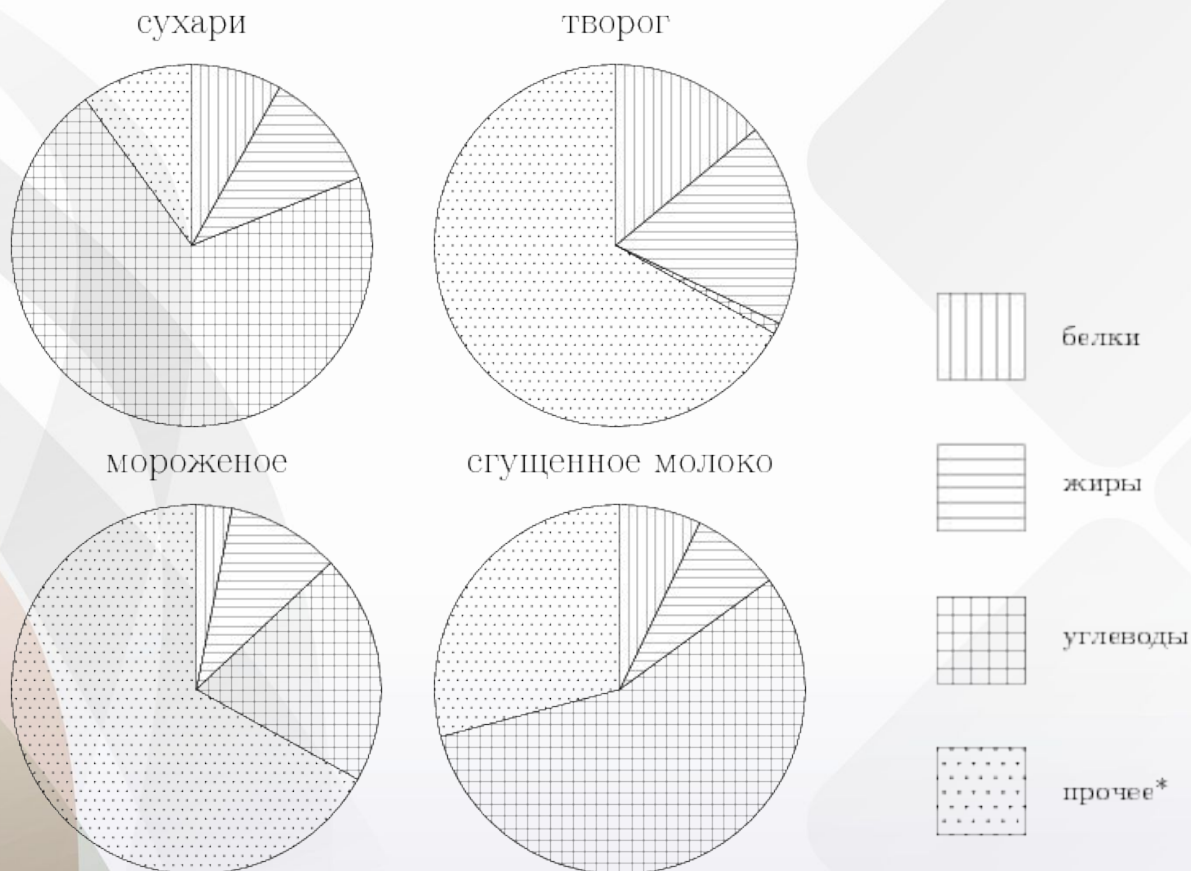 сухари
творог
мороженое
сгущенное молоко
белки
жиры
углеводы
прочее*